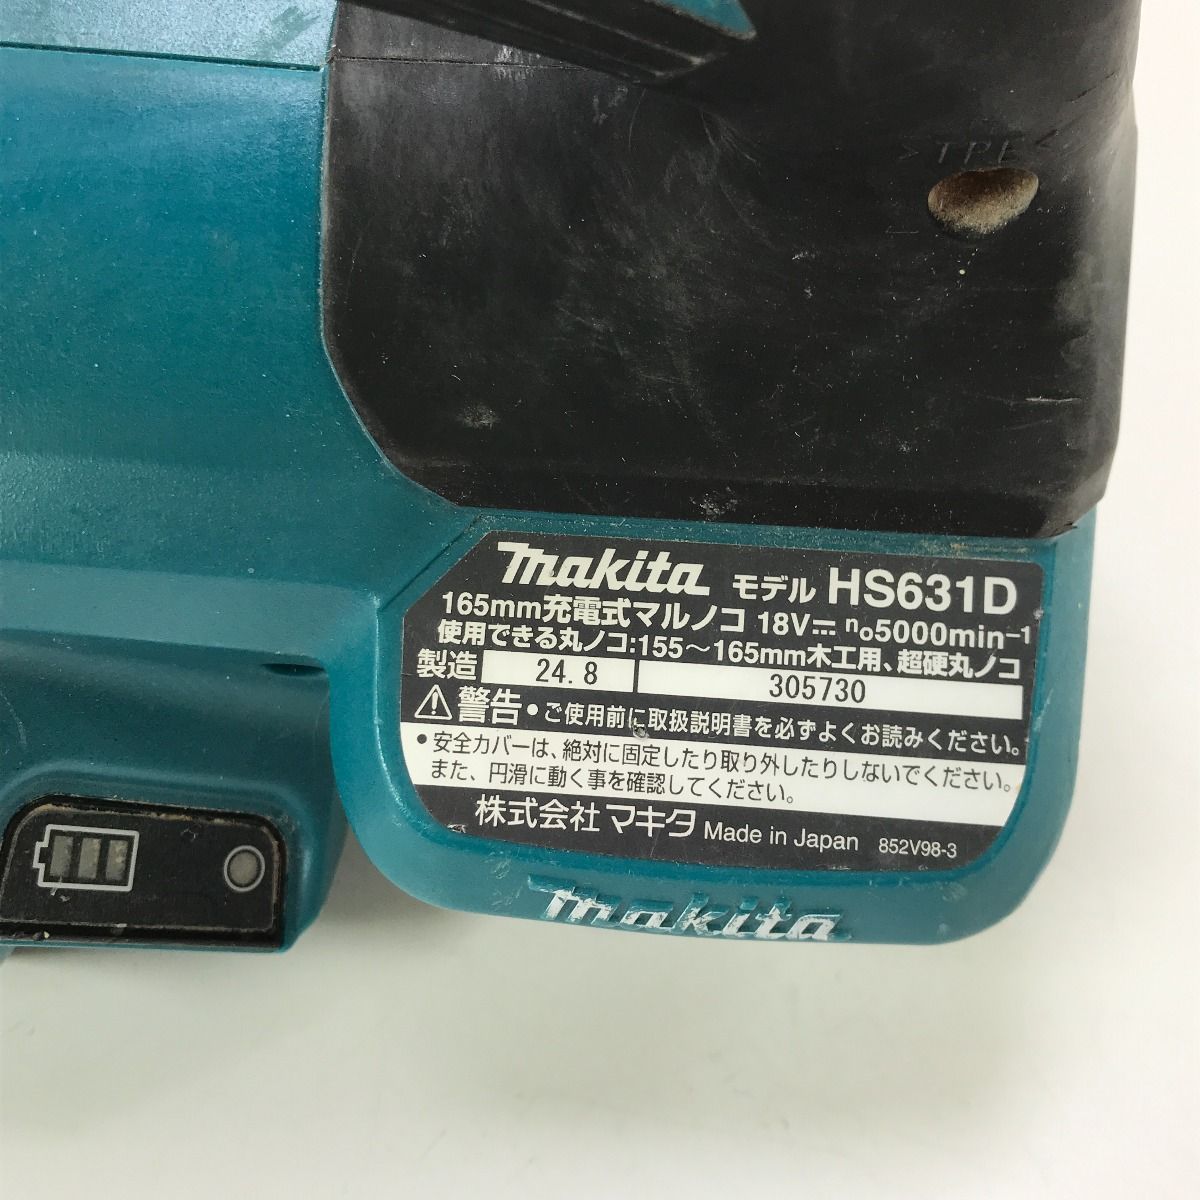 >TPE<
makita モデル HS631D
165mm充電式マルノコ 18V⎓ n₀5000min⁻¹
使用できる丸ノコ:155～165mm木工用、超硬丸ノコ
製造 24.8 305730
⚠警告 •ご使用前に取扱説明書を必ずよくお読みください。
•安全カバーは、絶対に固定したり取り外したりしないでください。
また、円滑に動く事を確認してください。
株式会社マキタ Made in Japan 852V98-3
makita